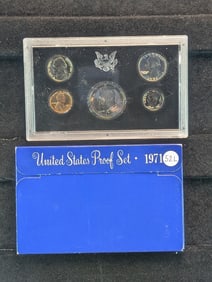 United States Proof Set · 1971